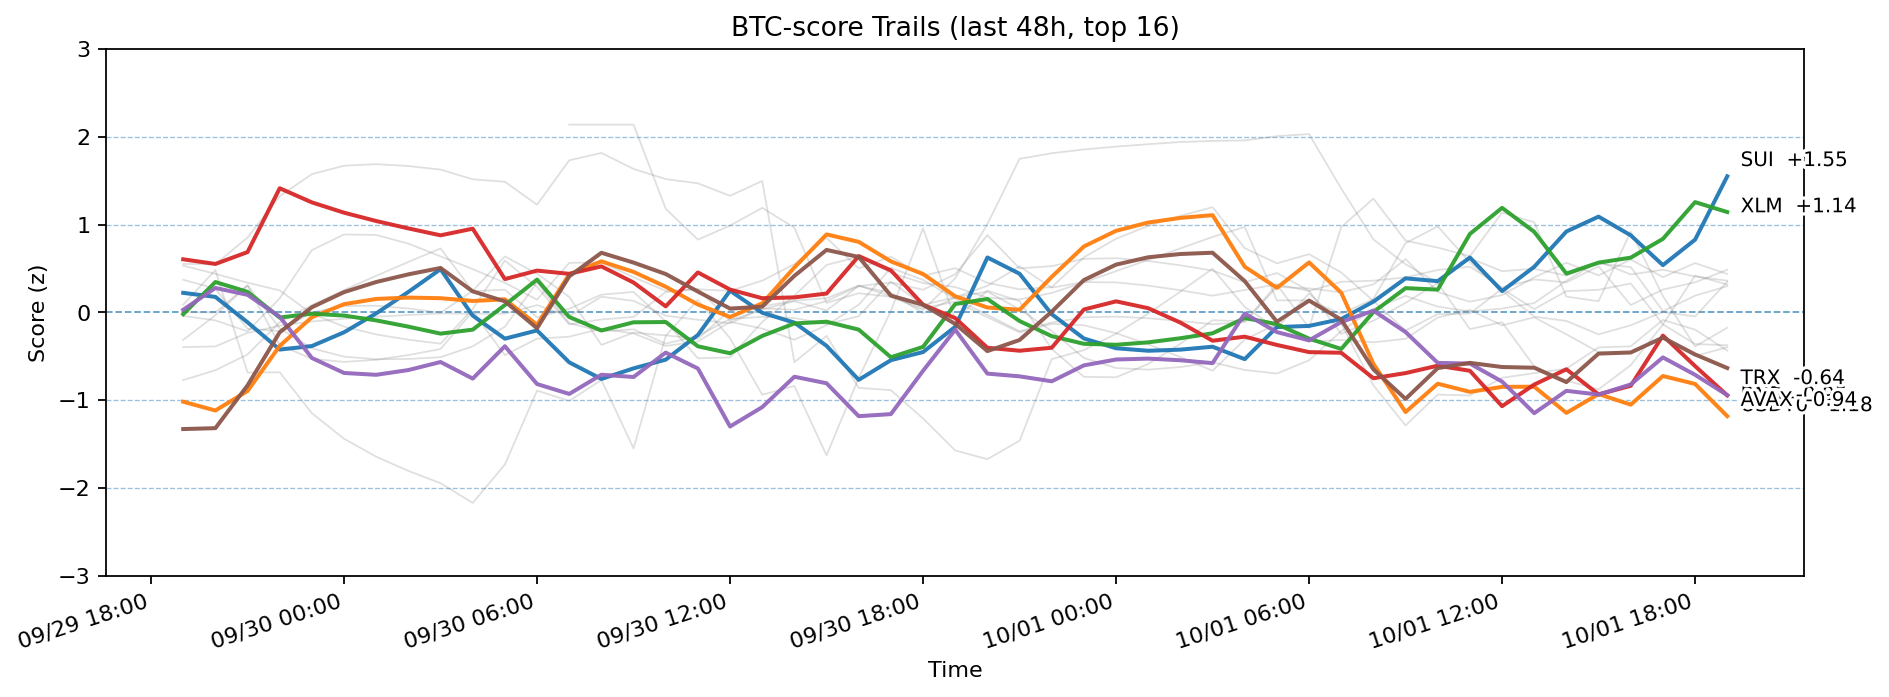 BTC-score Trails (last 48h, top 16)
Score (z)
3
2
1
0
−1
−2
−3
SUI +1.55
XLM +1.14
TRX -0.64
AVAX -0.94
09/29 18:00
09/30 00:00
09/30 06:00
09/30 12:00
09/30 18:00
10/01 00:00
10/01 06:00
10/01 12:00
10/01 18:00
Time